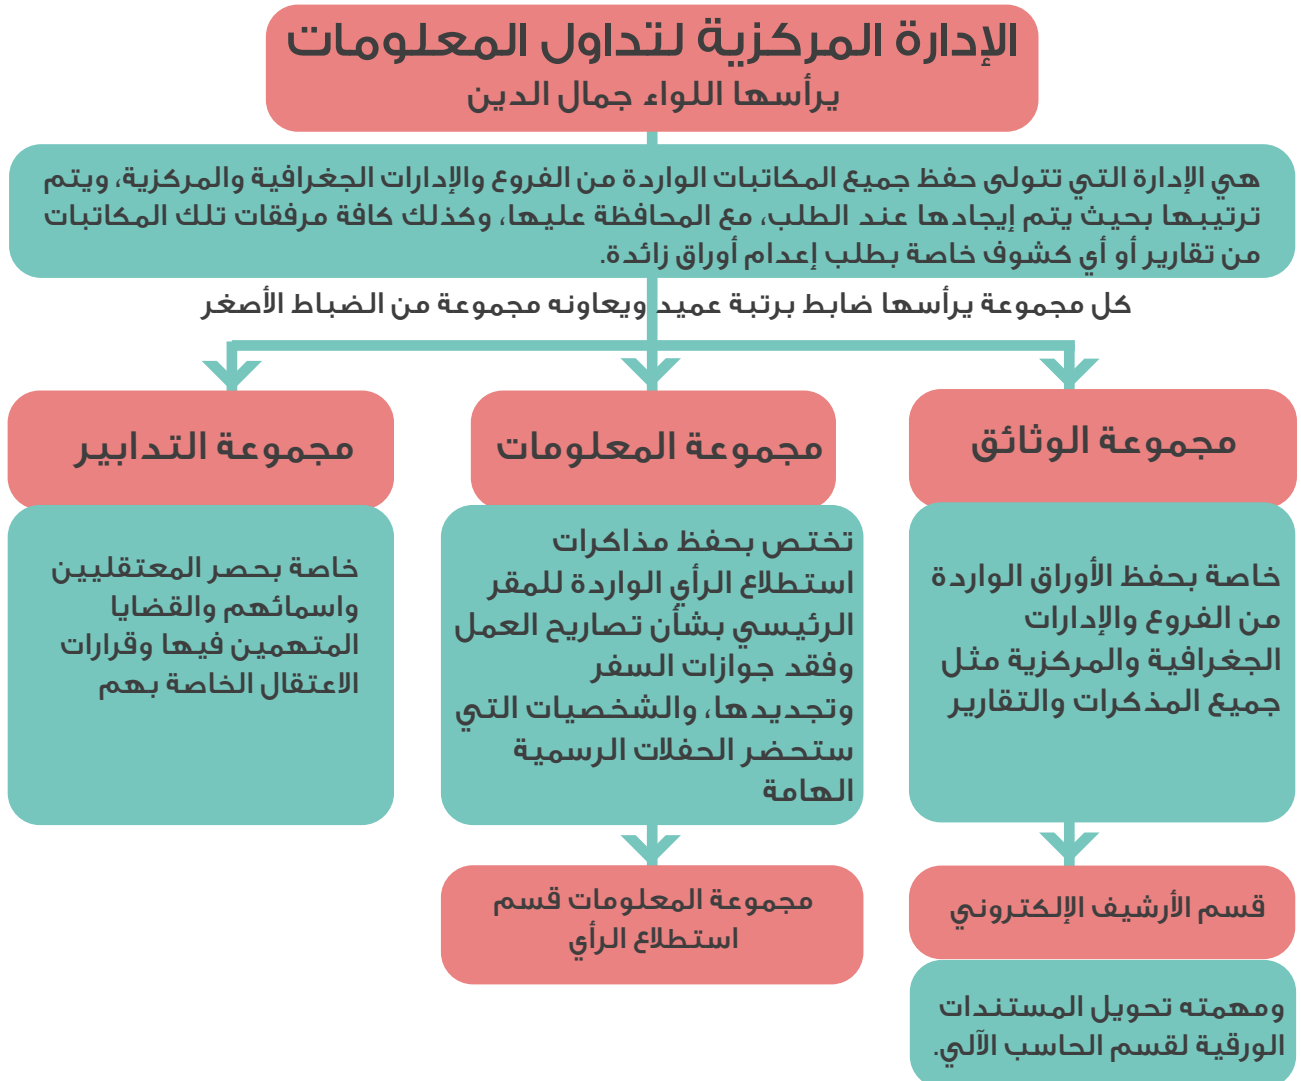 الإدارة المركزية لتداول المعلومات
يرأسها اللواء جمال الدين
هي الإدارة التي تتولى حفظ جميع المكاتبات الواردة من الفروع والإدارات الجغرافية والمركزية، ويتم
ترتيبها بحيث يتم إيجادها عند الطلب، مع المحافظة عليها، وكذلك كافة مرفقات تلك المكاتبات
من تقارير أو أي كشوف خاصة بطلب إعدام أوراق زائدة.
كل مجموعة يرأسها ضابط برتبة عميد ويعاونه مجموعة من الضباط الأصغر
مجموعة الوثائق
خاصة بحفظ الأوراق الواردة
من الفروع والإدارات
الجغرافية والمركزية مثل
جميع المذكرات والتقارير
قسم الأرشيف الإلكتروني
ومهمته تحويل المستندات
الورقية لقسم الحاسب الآلي.
مجموعة المعلومات
تختص بحفظ مذاكرات
استطلاع الرأي الواردة للمقر
الرئيسي بشأن تصاريح العمل
وفقد جوازات السفر
وتجديدها، والشخصيات التي
ستحضر الحفلات الرسمية
الهامة
مجموعة المعلومات قسم
استطلاع الرأي
مجموعة التدابير
خاصة بحصر المعتقليين
واسمائهم والقضايا
المتهمين فيها وقرارات
الاعتقال الخاصة بهم